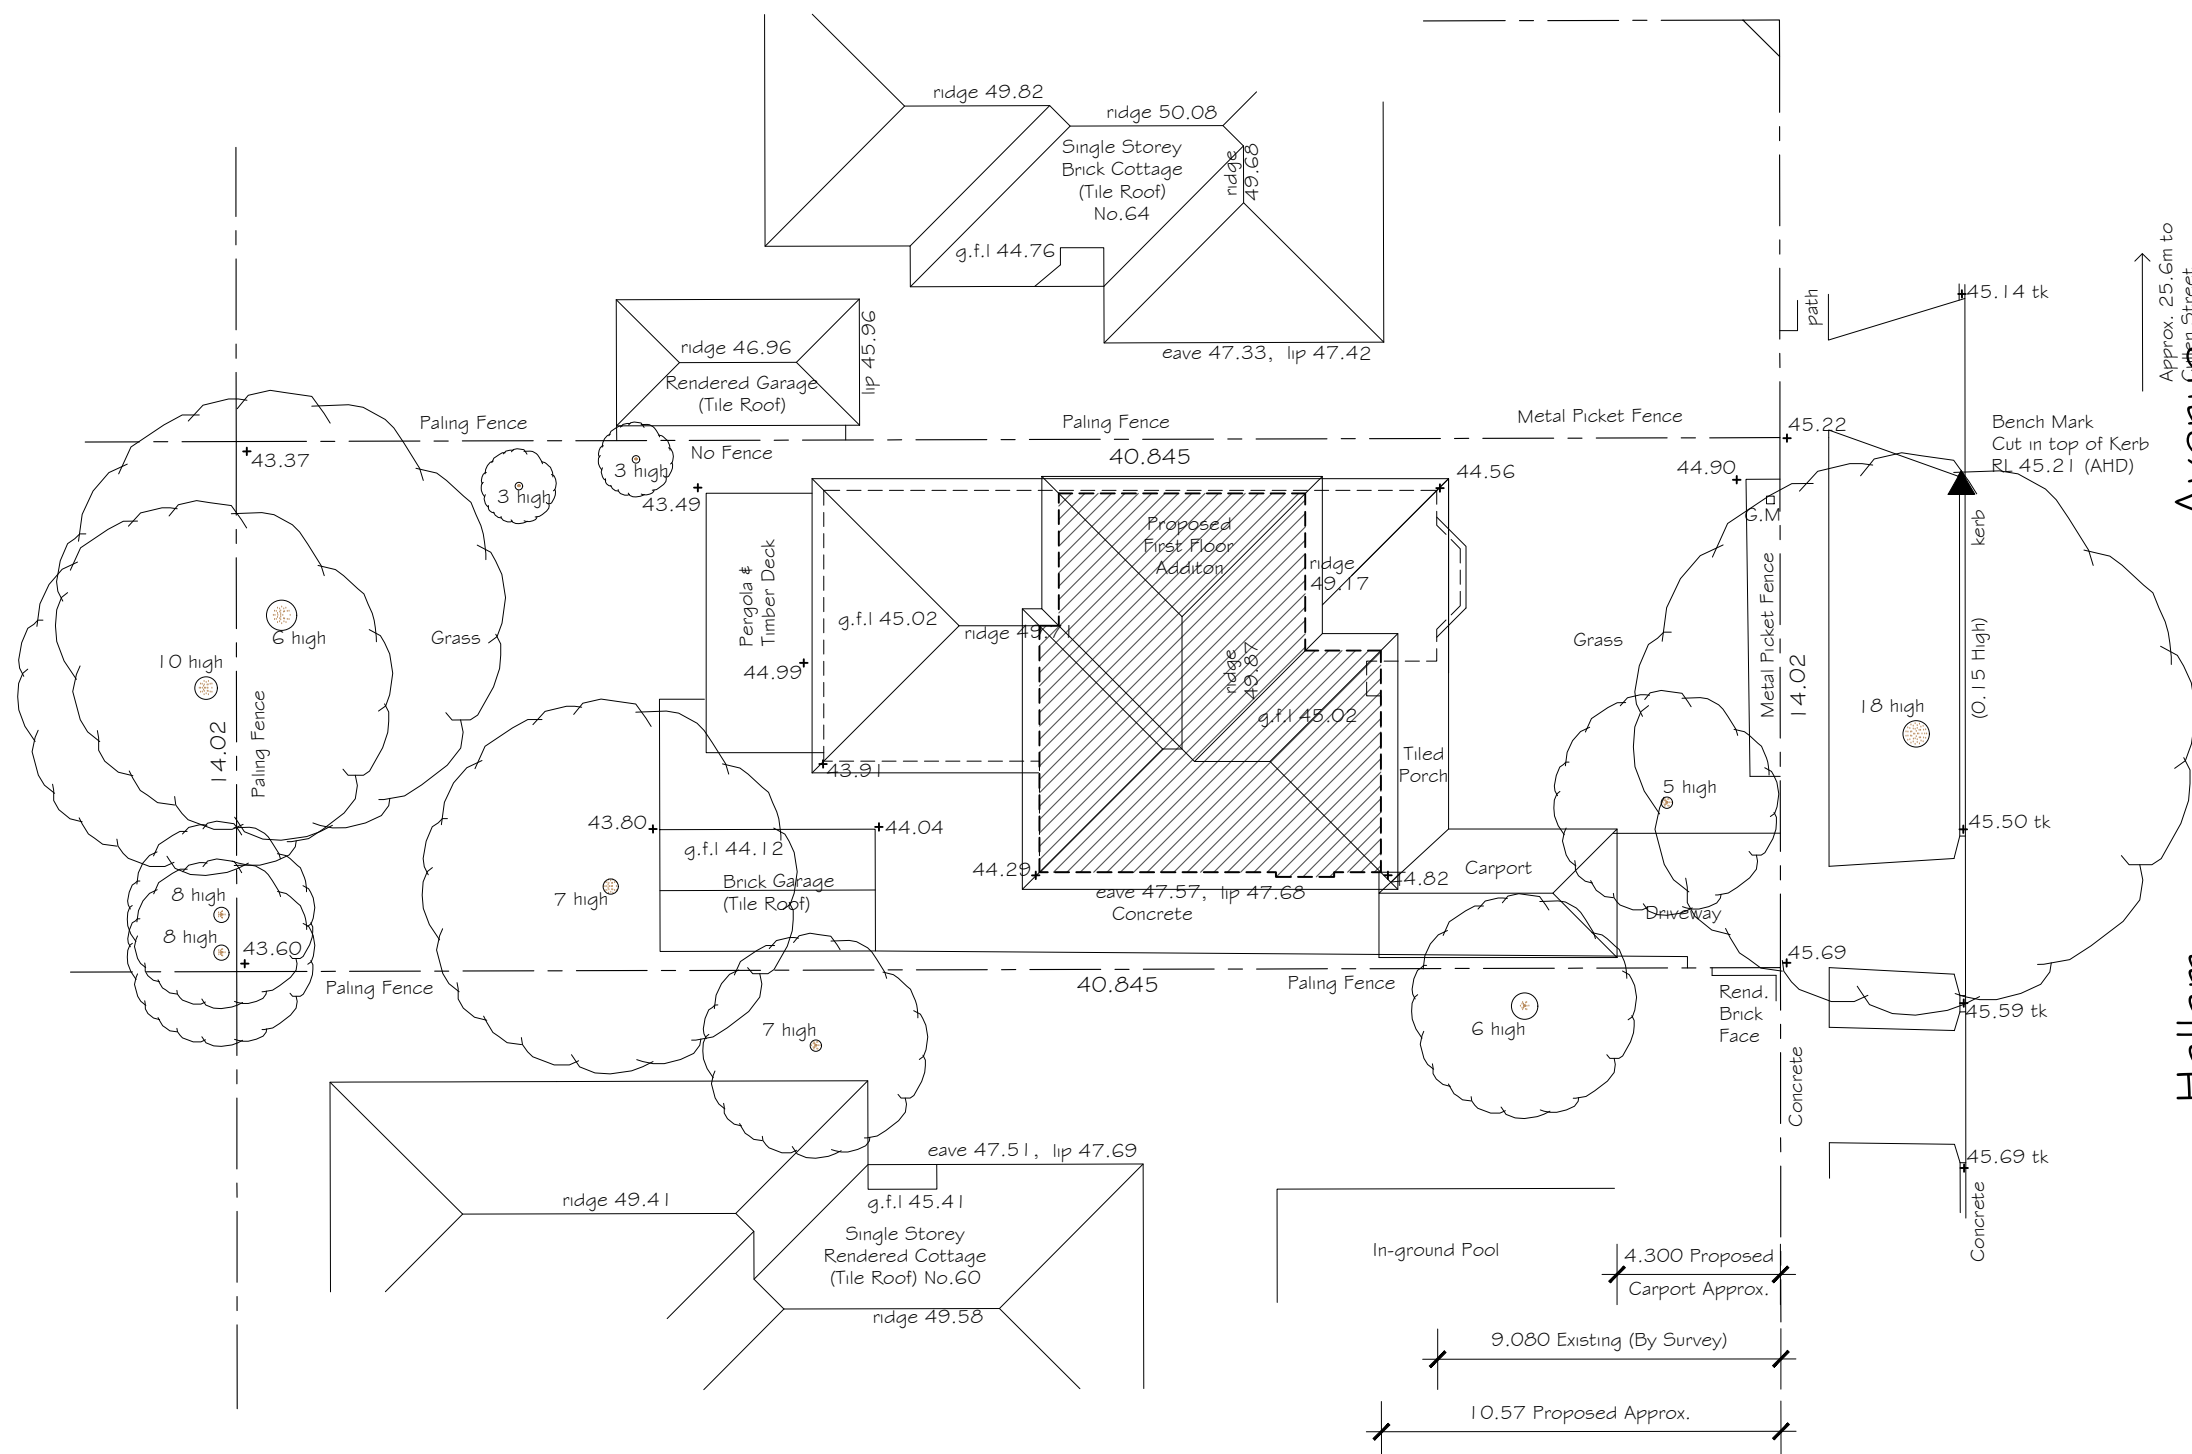 ridge 49.82
ridge 50.08
Single Storey
Brick Cottage
(Tile Roof)
No.64
ridge
49.68
g.f.l 44.76
eave 47.33, lip 47.42
ridge 46.96
Rendered Garage
(Tile Roof)
lip 45.96
path
45.14 tk
Approx. 25.6m to
Paling Fence
No Fence
Paling Fence
40.845
Metal Picket Fence
45.22
Bench Mark
Cut in top of Kerb
RL 45.21 (AHD)
43.37
3 high
3 high
43.49
44.56
44.90
G.M
kerb
Proposed
First Floor
Additon
ridge
49.17
Pergola &
Timber Deck
g.f.l 45.02
ridge 49.71
44.99
ridge
49.87
g.f.l 45.02
6 high
10 high
Grass
14.02
Paling Fence
Grass
Metal Picket Fence
14.02
18 high
(0.15 High)
Tiled
Porch
5 high
43.91
43.80
44.04
g.f.l 44.12
Brick Garage
(Tile Roof)
7 high
44.29
44.82
eave 47.57, lip 47.68
Concrete
Carport
Driveway
45.50 tk
8 high
8 high
43.60
45.69
Paling Fence
40.845
Paling Fence
Rend.
Brick
Face
45.59 tk
7 high
6 high
Concrete
45.69 tk
Concrete
eave 47.51, lip 47.69
ridge 49.41
g.f.l 45.41
Single Storey
Rendered Cottage
(Tile Roof) No.60
ridge 49.58
In-ground Pool
4.300 Proposed
Carport Approx.
9.080 Existing (By Survey)
10.57 Proposed Approx.